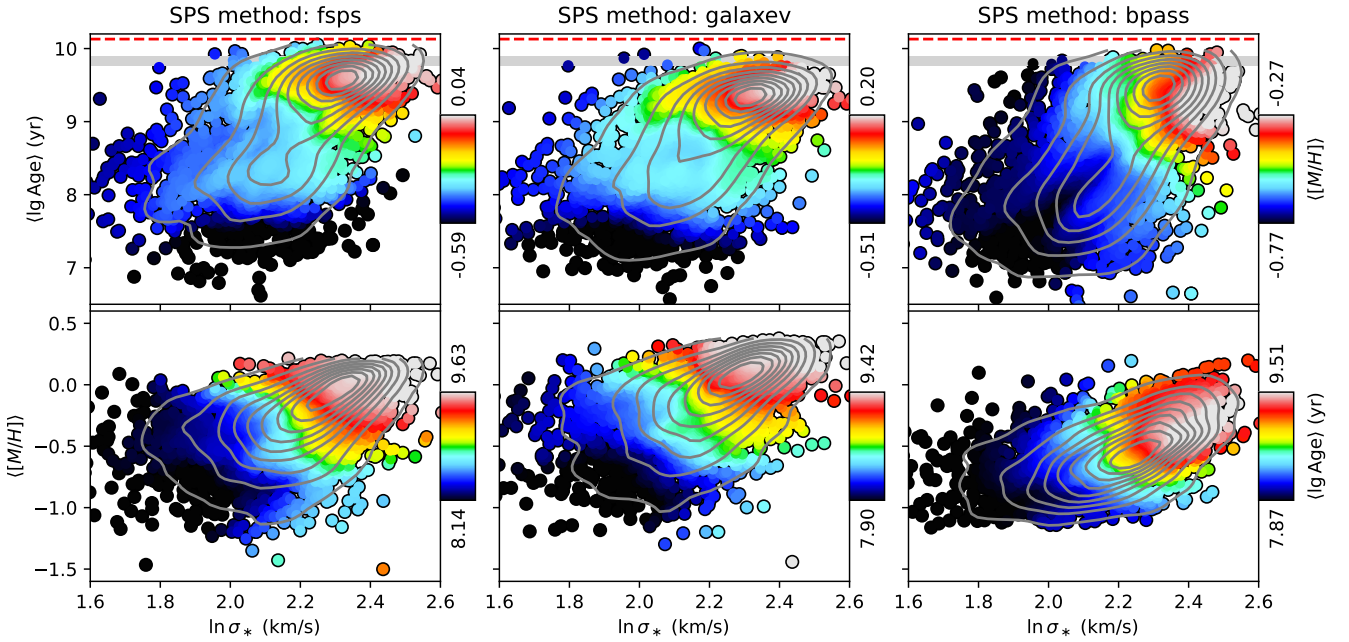 SPS method: fsps
SPS method: galaxev
SPS method: bpass
10
9
8
7
⟨lg Age⟩ (yr)
0.04
-0.59
0.20
-0.51
-0.27
-0.77
⟨[M/H]⟩
0.5
0.0
−0.5
−1.0
−1.5
⟨[M/H]⟩
9.63
8.14
9.42
7.90
9.51
7.87
⟨lg Age⟩ (yr)
1.6 1.8 2.0 2.2 2.4 2.6
1.6 1.8 2.0 2.2 2.4 2.6
1.6 1.8 2.0 2.2 2.4 2.6
ln σ* (km/s)
ln σ* (km/s)
ln σ* (km/s)